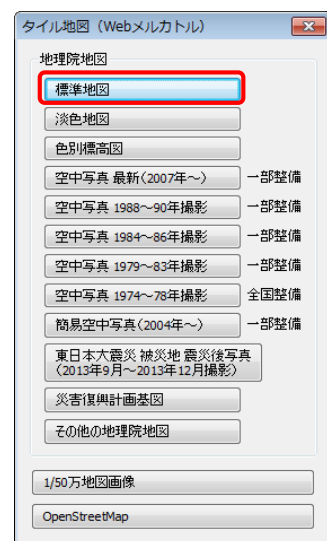 タイル地図（Webメルカトル）
地理院地図
標準地図
淡色地図
色別標高図
空中写真 最新(2007年～) 一部整備
空中写真 1988～90年撮影 一部整備
空中写真 1984～86年撮影 一部整備
空中写真 1979～83年撮影 一部整備
空中写真 1974～78年撮影 全国整備
簡易空中写真(2004年～) 一部整備
東日本大震災 被災地 震災後写真
(2013年9月～2013年12月撮影)
災害復興計画基図
その他の地理院地図
1/50万地図画像
OpenStreetMap